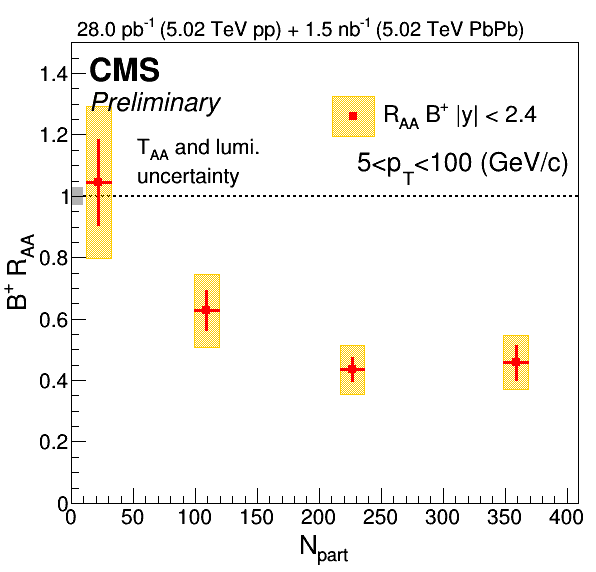 28.0 pb⁻¹ (5.02 TeV pp) + 1.5 nb⁻¹ (5.02 TeV PbPb)
CMS
Preliminary
R_AA B⁺ |y| < 2.4
T_AA and lumi.
uncertainty
5<p_T<100 (GeV/c)
B⁺ R_AA
1.4
1.2
1
0.8
0.6
0.4
0.2
0
0 50 100 150 200 250 300 350 400
N_part